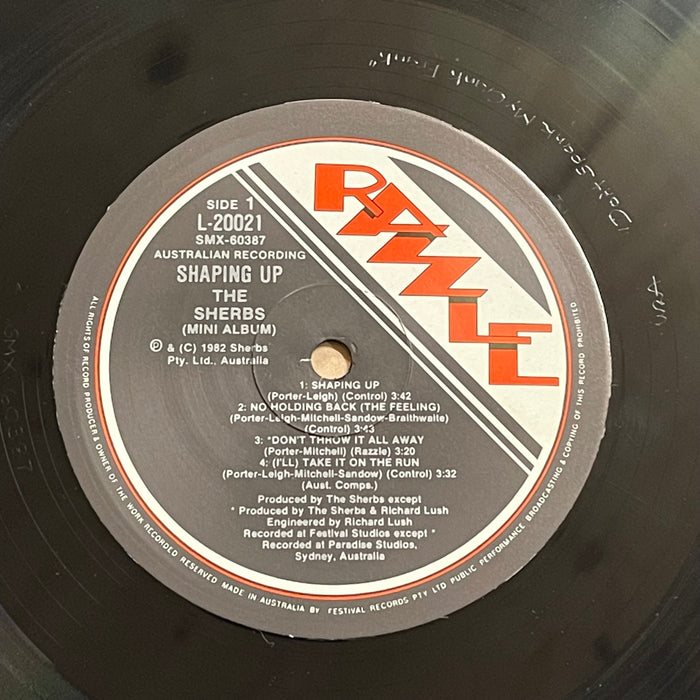 RAZZLE
SIDE 1
L-20021
SMX-60387
AUSTRALIAN RECORDING
SHAPING UP
THE
SHERBS
(MINI ALBUM)
℗ & (C) 1982 Sherbs
Pty. Ltd., Australia
1: SHAPING UP
(Porter-Leigh) (Control) 3:42
2: NO HOLDING BACK (THE FEELING)
(Porter-Leigh-Mitchell-Sandow-Braithwaite)
(Control) 3:43
3: *DON'T THROW IT ALL AWAY
(Porter-Mitchell) (Razzle) 3:20
4: (I'LL) TAKE IT ON THE RUN
(Porter-Leigh-Mitchell-Sandow) (Control) 3:32
(Aust. Comps.)
Produced by The Sherbs except
* Produced by The Sherbs & Richard Lush
Engineered by Richard Lush
Recorded at Festival Studios except *
Recorded at Paradise Studios,
Sydney, Australia
ALL RIGHTS OF RECORD PRODUCER & OWNER OF THE WORK RECORDED RESERVED MADE IN AUSTRALIA BY FESTIVAL RECORDS PTY LTD PUBLIC PERFORMANCE BROADCASTING & COPYING OF THIS RECORD PROHIBITED
"Don't Spank My Clank Frank"